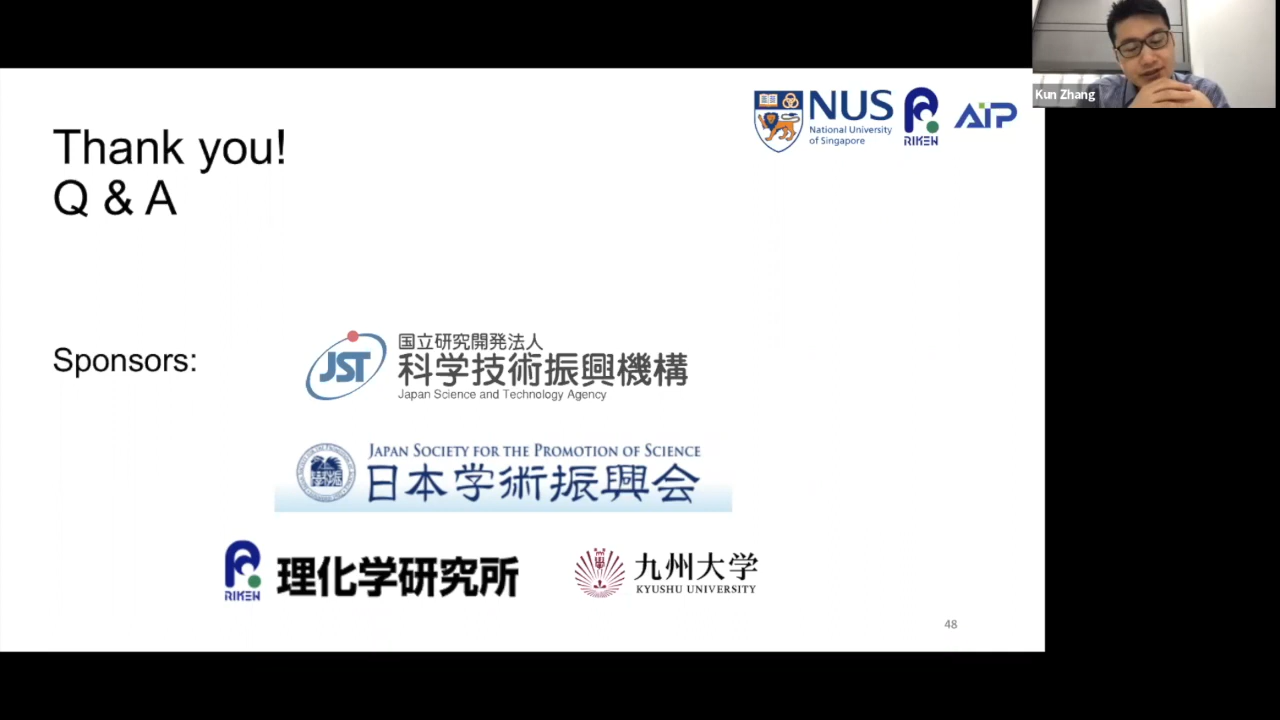 Kun Zhang
NUS
National University
of Singapore
RIKEN
AIP
Thank you!
Q & A
Sponsors:
JST
国立研究開発法人
科学技術振興機構
Japan Science and Technology Agency
JAPAN SOCIETY FOR THE PROMOTION OF SCIENCE
日本学術振興会
RIKEN
理化学研究所
九州大学
KYUSHU UNIVERSITY
48